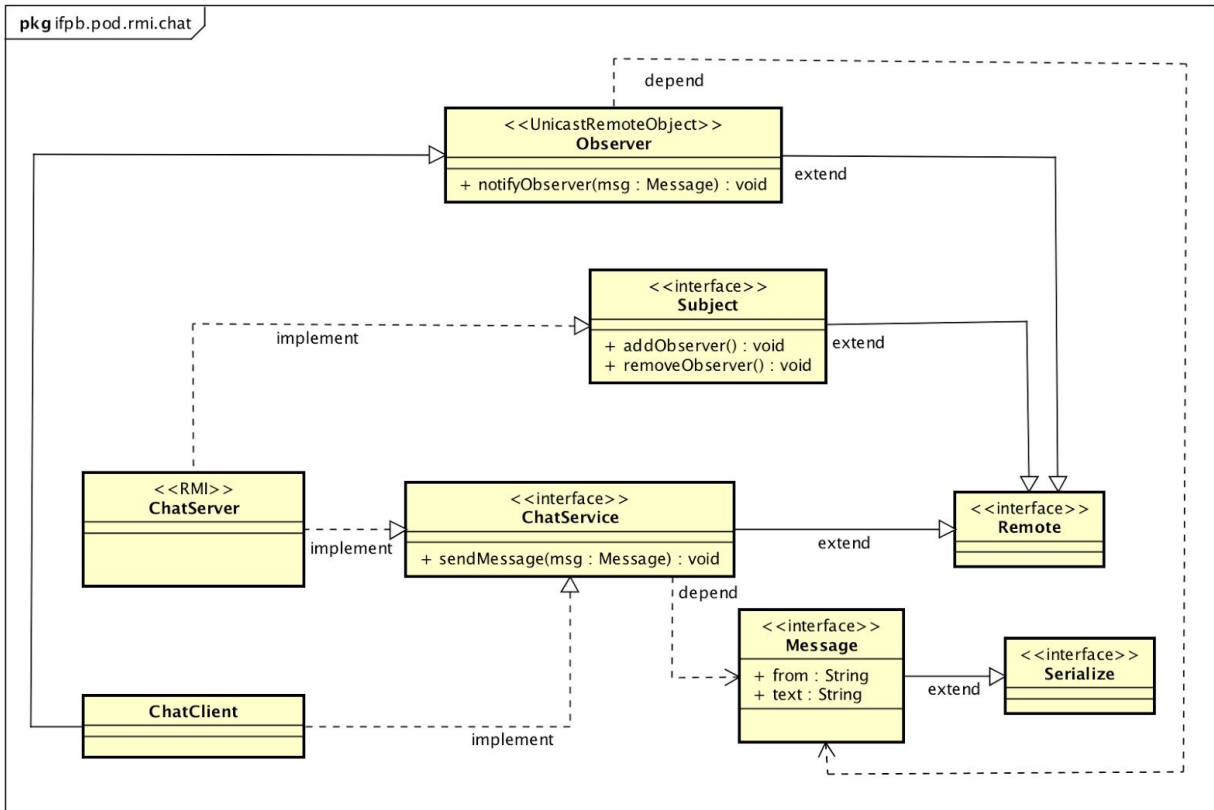 pkg ifpb.pod.rmi.chat
depend
<<UnicastRemoteObject>>
Observer
+ notifyObserver(msg : Message) : void
extend
<<interface>>
Subject
+ addObserver() : void
+ removeObserver() : void
implement
extend
<<RMI>>
ChatServer
implement
<<interface>>
ChatService
+ sendMessage(msg : Message) : void
extend
<<interface>>
Remote
depend
<<interface>>
Message
+ from : String
+ text : String
extend
<<interface>>
Serialize
ChatClient
implement